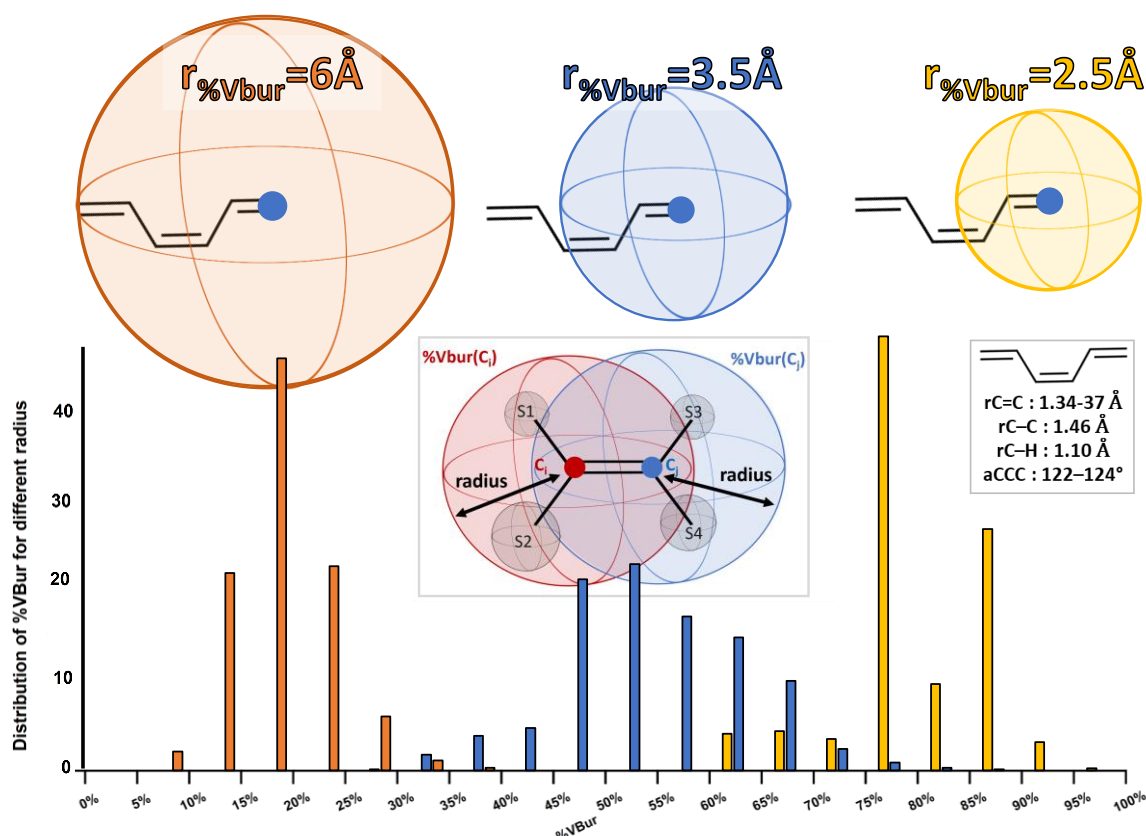 r%Vbur=6Å
r%Vbur=3.5Å
r%Vbur=2.5Å
%Vbur(Ci)
%Vbur(Cj)
S1
S3
Ci
Cj
radius
radius
S2
S4
rC=C : 1.34-37 Å
rC–C : 1.46 Å
rC–H : 1.10 Å
aCCC : 122–124°
Distribution of %VBur for different radius
40
30
20
10
0
0%
5%
10%
15%
20%
25%
30%
35%
40%
45%
50%
55%
60%
65%
70%
75%
80%
85%
90%
95%
100%
%VBur